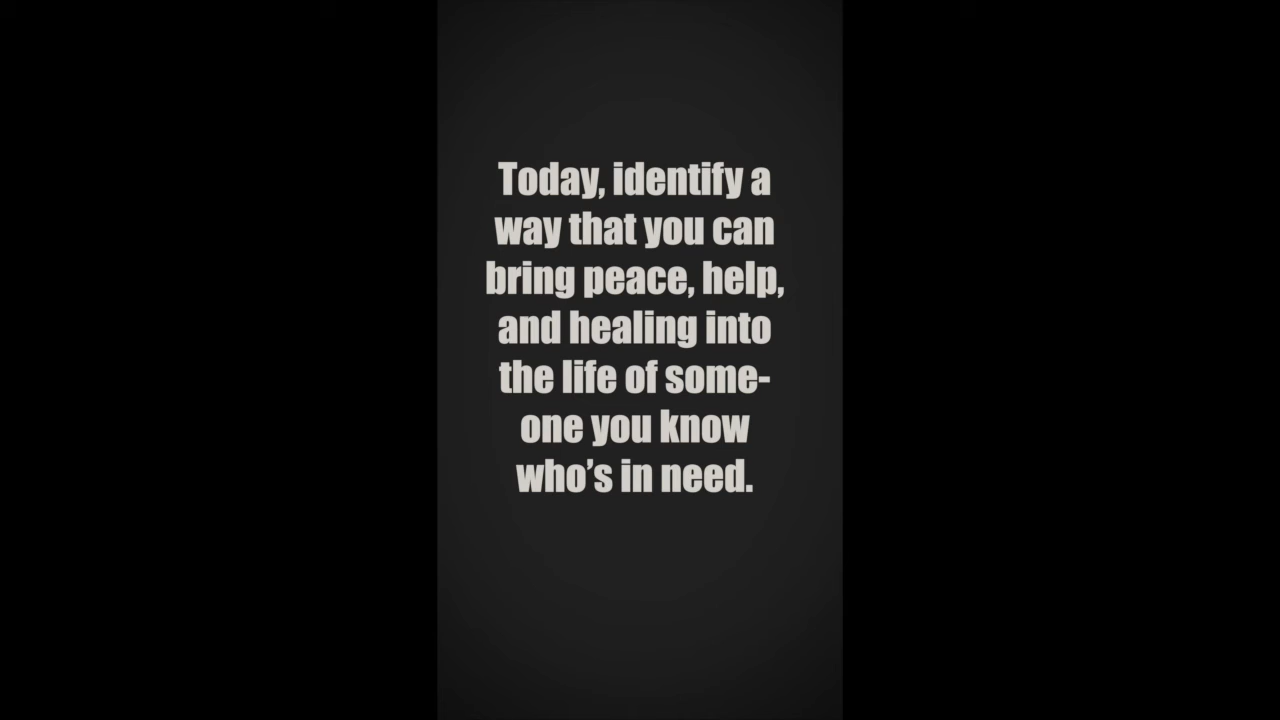 Today, identify a
way that you can
bring peace, help,
and healing into
the life of some-
one you know
who’s in need.